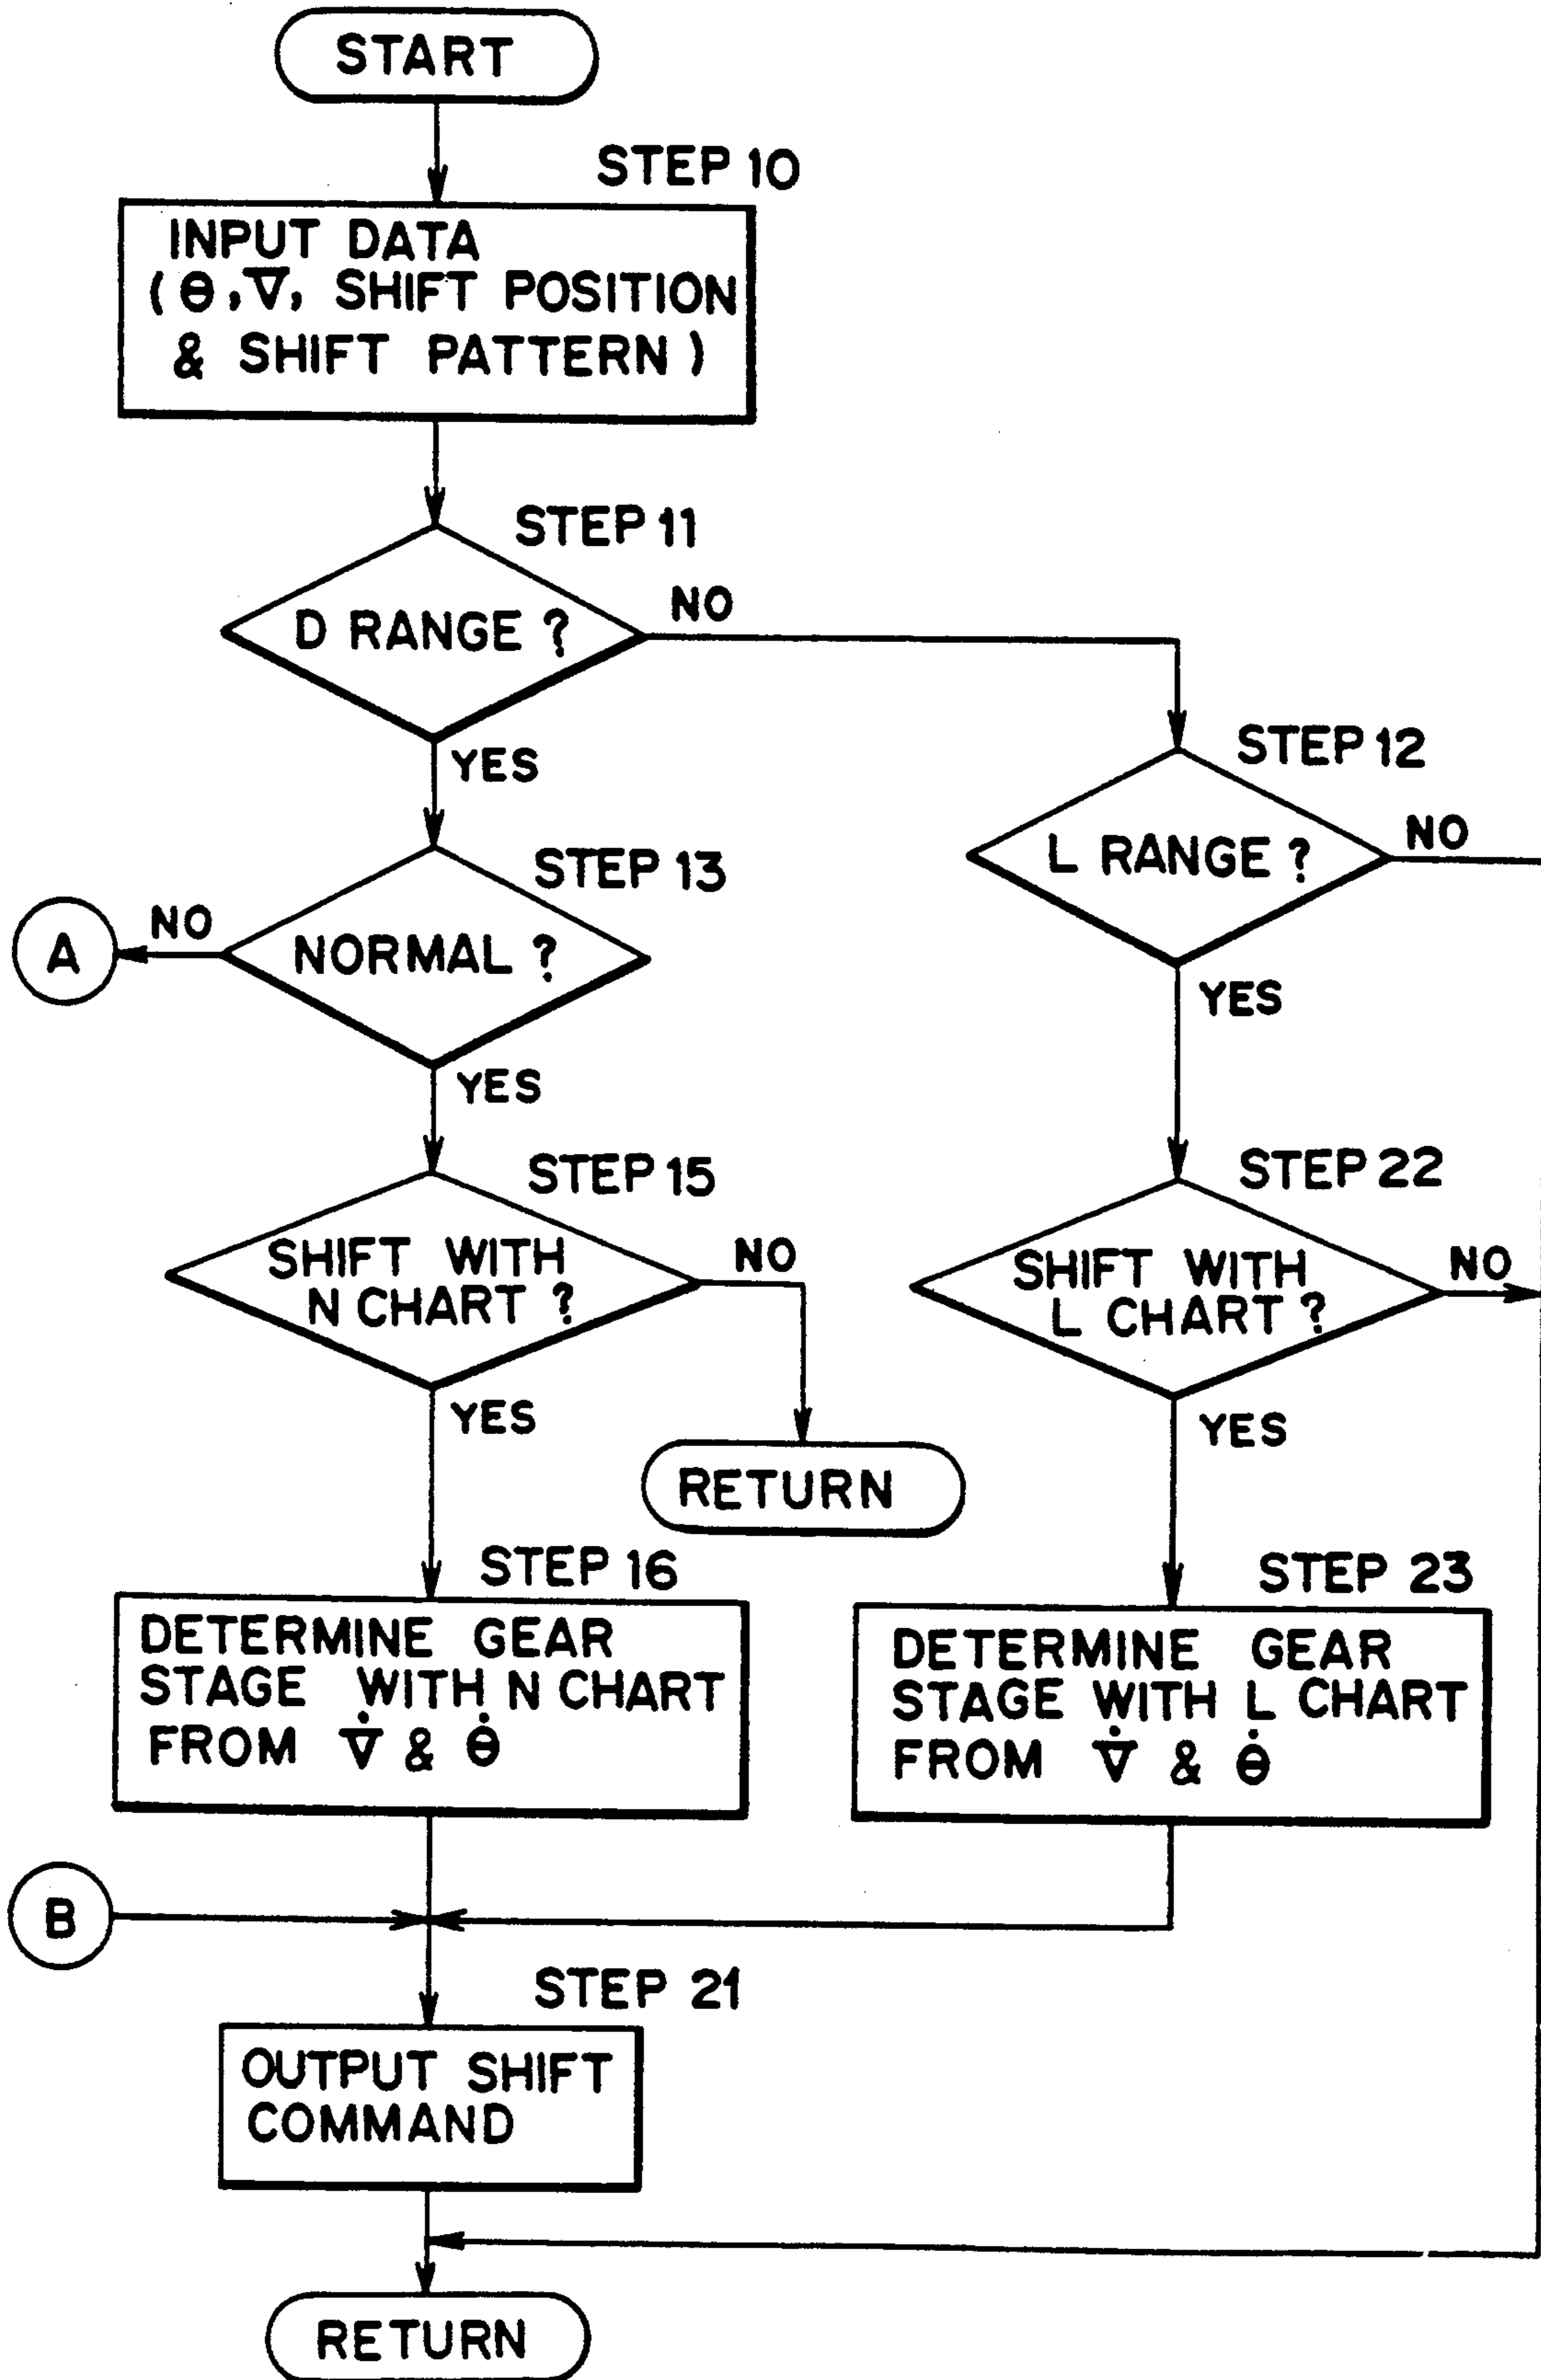 START
STEP 10
INPUT DATA
(θ, V̄, SHIFT POSITION
& SHIFT PATTERN)
STEP 11
D RANGE ?
NO
YES
STEP 12
L RANGE ?
NO
YES
STEP 13
NORMAL ?
NO
A
YES
STEP 15
SHIFT WITH
N CHART ?
NO
YES
RETURN
STEP 22
SHIFT WITH
L CHART ?
NO
YES
STEP 16
DETERMINE GEAR
STAGE WITH N CHART
FROM V̄̇ & θ̇
STEP 23
DETERMINE GEAR
STAGE WITH L CHART
FROM V̄̇ & θ̇
B
STEP 21
OUTPUT SHIFT
COMMAND
RETURN